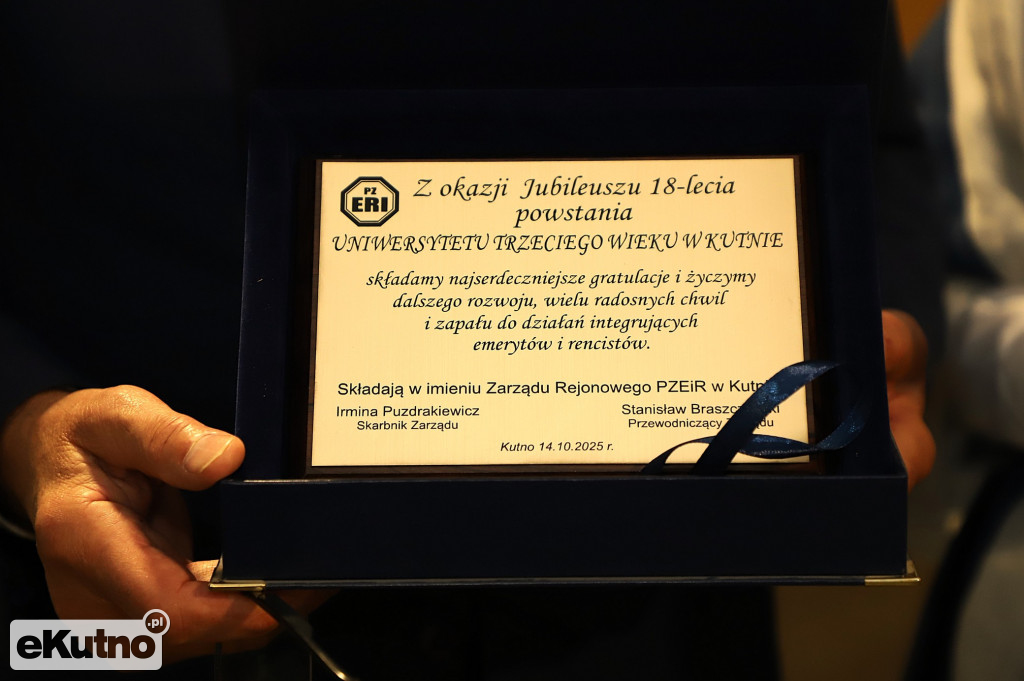 PZ
ERI
Z okazji Jubileuszu 18-lecia
powstania
UNIWERSYTETU TRZECIEGO WIEKU W KUTNIE
składamy najserdeczniejsze gratulacje i życzymy
dalszego rozwoju, wielu radosnych chwil
i zapału do działań integrujących
emerytów i rencistów.
Składają w imieniu Zarządu Rejonowego PZEiR w
Irmina Puzdrakiewicz
Skarbnik Zarządu
Stanisław
Przewodniczący
Kutno 14.10.2025 r.
eKutno.pl